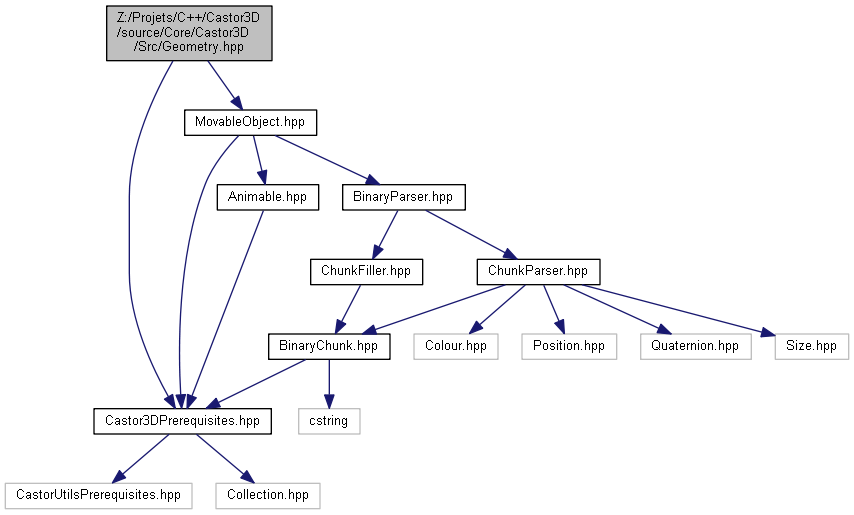 Z:/Projets/C++/Castor3D
/source/Core/Castor3D
/Src/Geometry.hpp
MovableObject.hpp
Animable.hpp
BinaryParser.hpp
ChunkFiller.hpp
ChunkParser.hpp
BinaryChunk.hpp
Colour.hpp
Position.hpp
Quaternion.hpp
Size.hpp
Castor3DPrerequisites.hpp
cstring
CastorUtilsPrerequisites.hpp
Collection.hpp